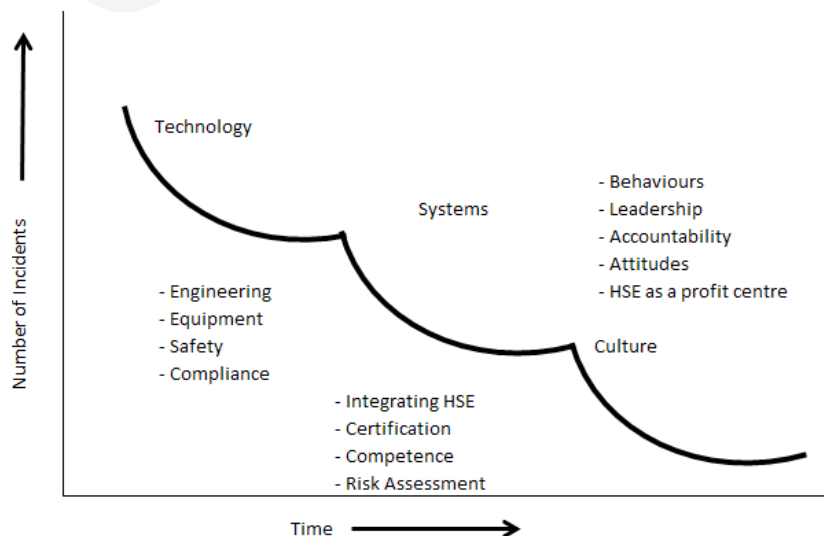 Technology
- Engineering
- Equipment
- Safety
- Compliance
Systems
- Integrating HSE
- Certification
- Competence
- Risk Assessment
- Behaviours
- Leadership
- Accountability
- Attitudes
- HSE as a profit centre
Culture
Number of Incidents
Time